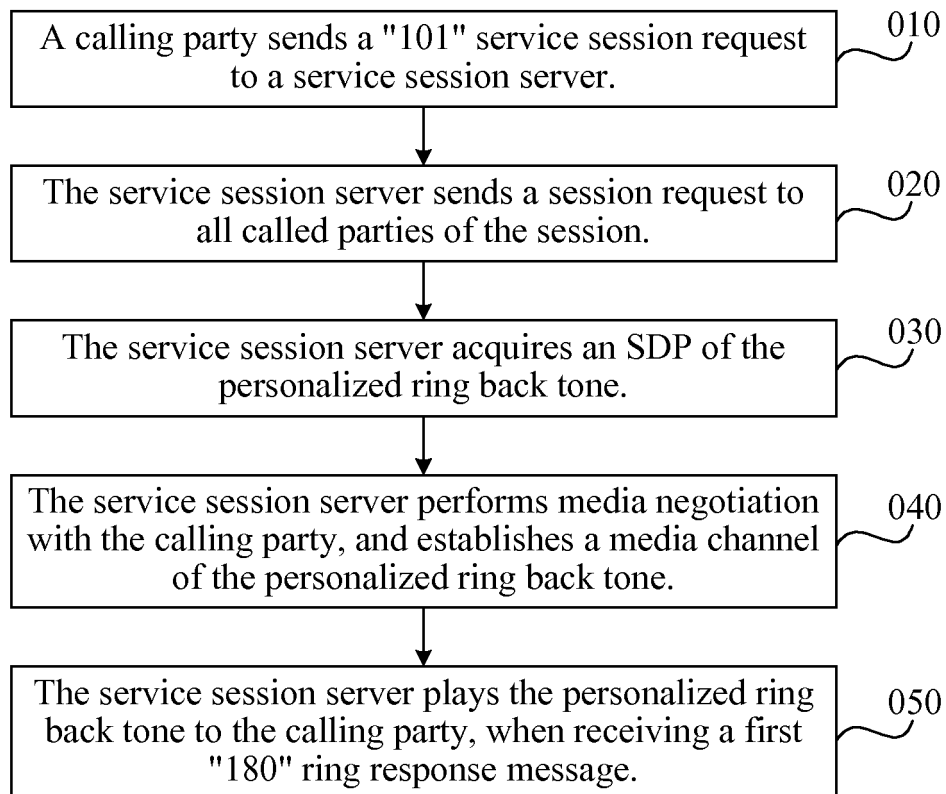 A calling party sends a "101" service session request
to a service session server.
010
The service session server sends a session request to
all called parties of the session.
020
The service session server acquires an SDP of the
personalized ring back tone.
030
The service session server performs media negotiation
with the calling party, and establishes a media channel
of the personalized ring back tone.
040
The service session server plays the personalized ring
back tone to the calling party, when receiving a first
"180" ring response message.
050